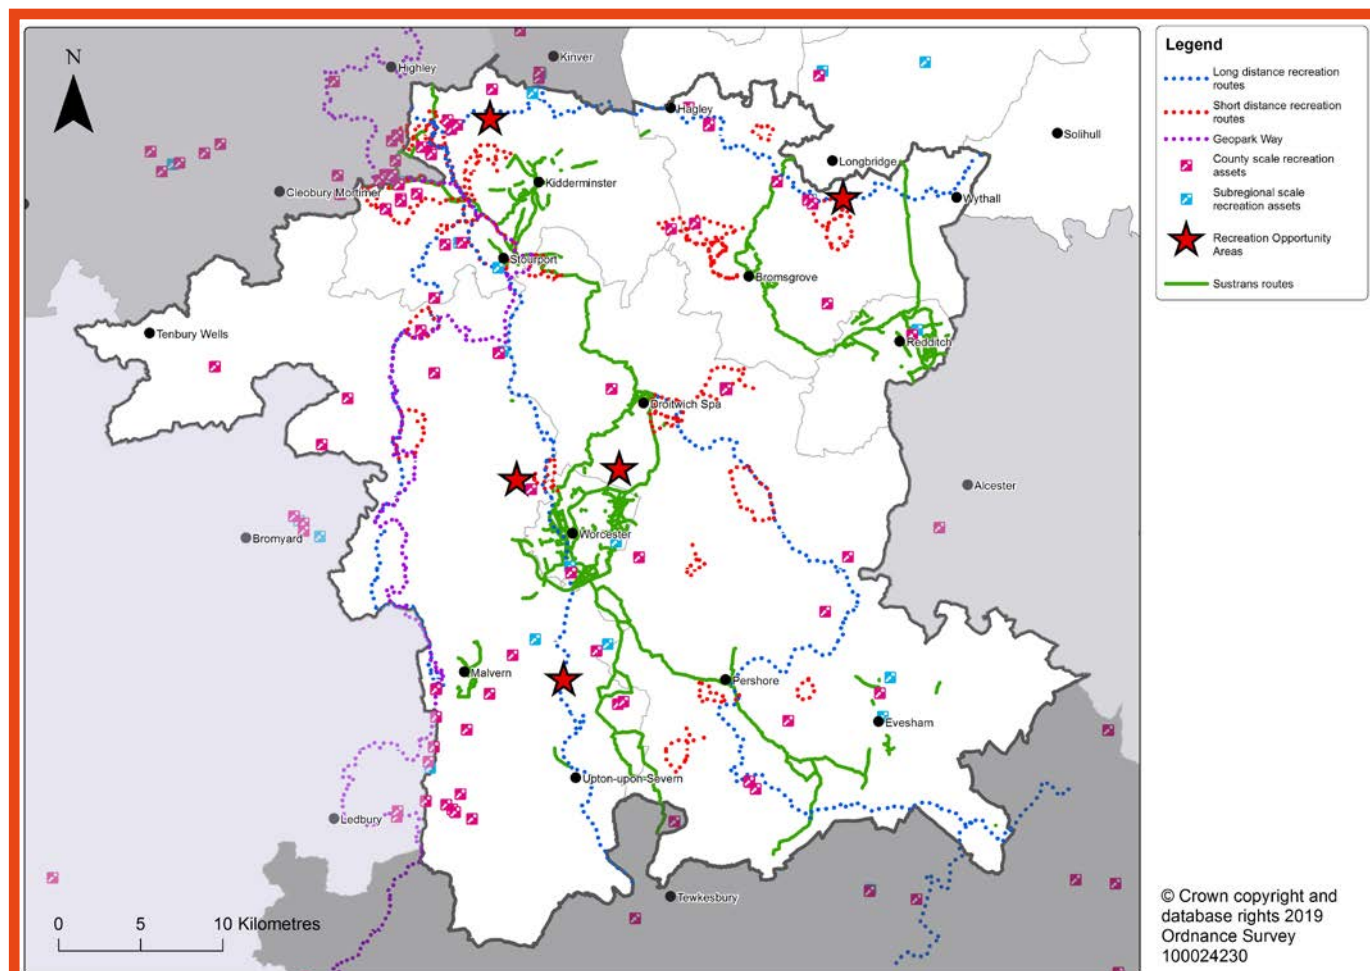 N
Highley
Kinver
Hagley
Solihull
Longbridge
Wythall
Cleobury Mortimer
Kidderminster
Stourport
Bromsgrove
Tenbury Wells
Redditch
Droitwich Spa
Alcester
Bromyard
Worcester
Malvern
Pershore
Evesham
Upton-upon-Severn
Ledbury
Tewkesbury
0 5 10 Kilometres
Legend
Long distance recreation
routes
Short distance recreation
routes
Geopark Way
County scale recreation
assets
Subregional scale
recreation assets
Recreation Opportunity
Areas
Sustrans routes
© Crown copyright and
database rights 2019
Ordnance Survey
100024230